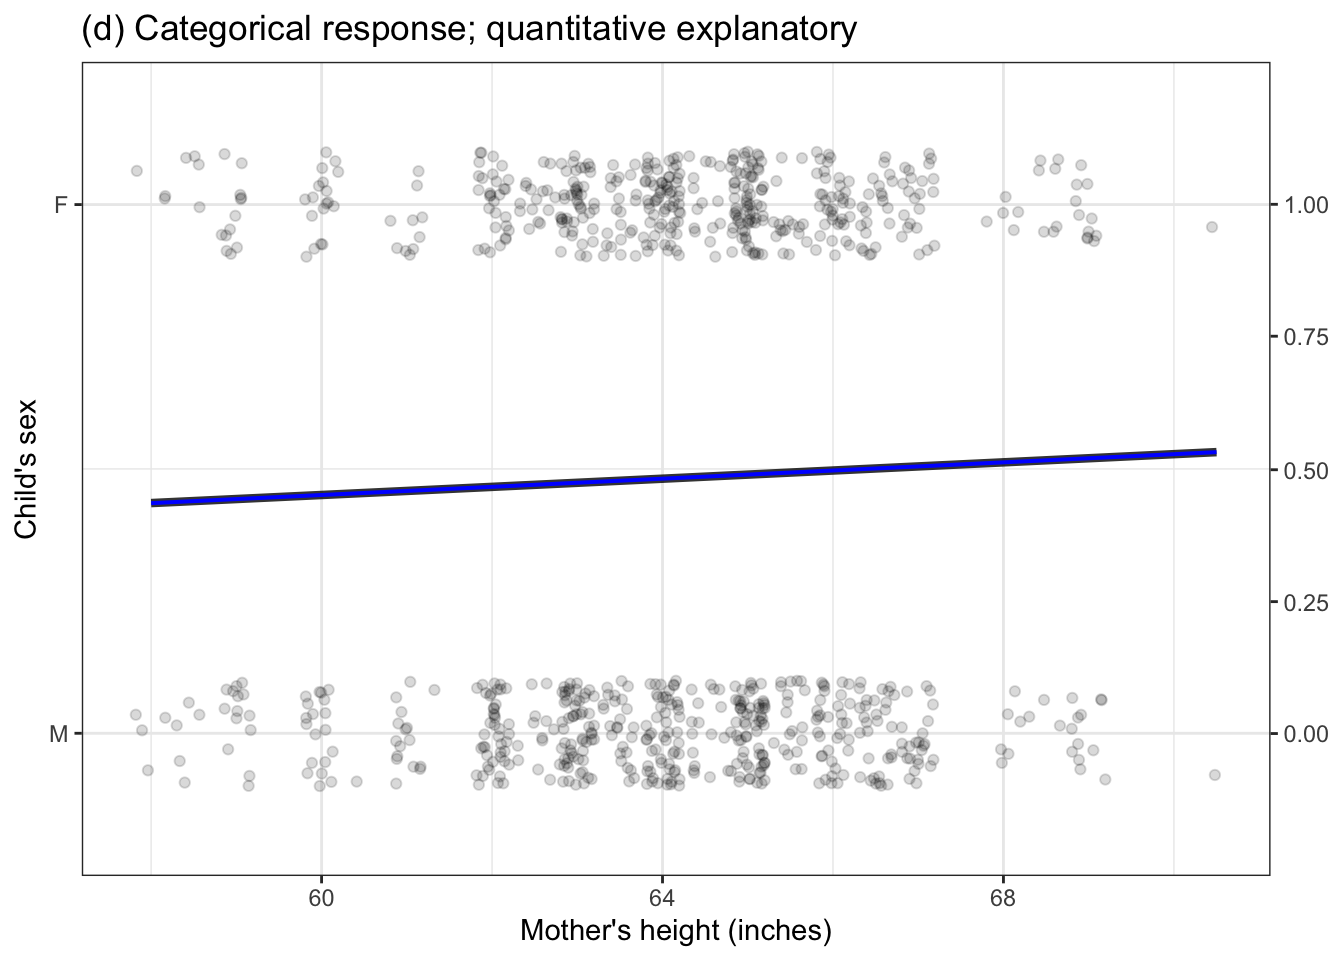 (d) Categorical response; quantitative explanatory
Child's sex
F
M
1.00
0.75
0.50
0.25
0.00
60
64
68
Mother's height (inches)